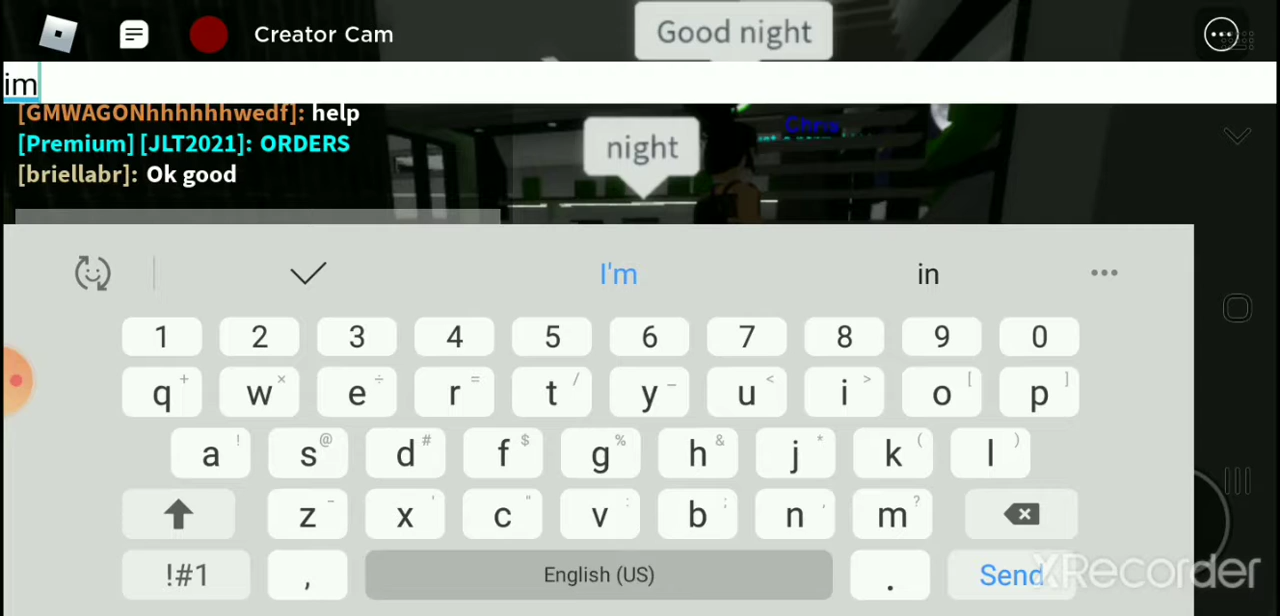 Creator Cam
Good night
im
[GMWAGONhhhhhhwedf]: help
[Premium] [JLT2021]: ORDERS
[briellabr]: Ok good
Chris
night
I'm
in
1 2 3 4 5 6 7 8 9 0
q + w × e ÷ r = t / y _ u < i > o [ p ]
a ! s @ d # f $ g % h & j * k ( l )
z - x ' c " v : b ; n , m ?
!#1 , English (US) . Send
XRecorder